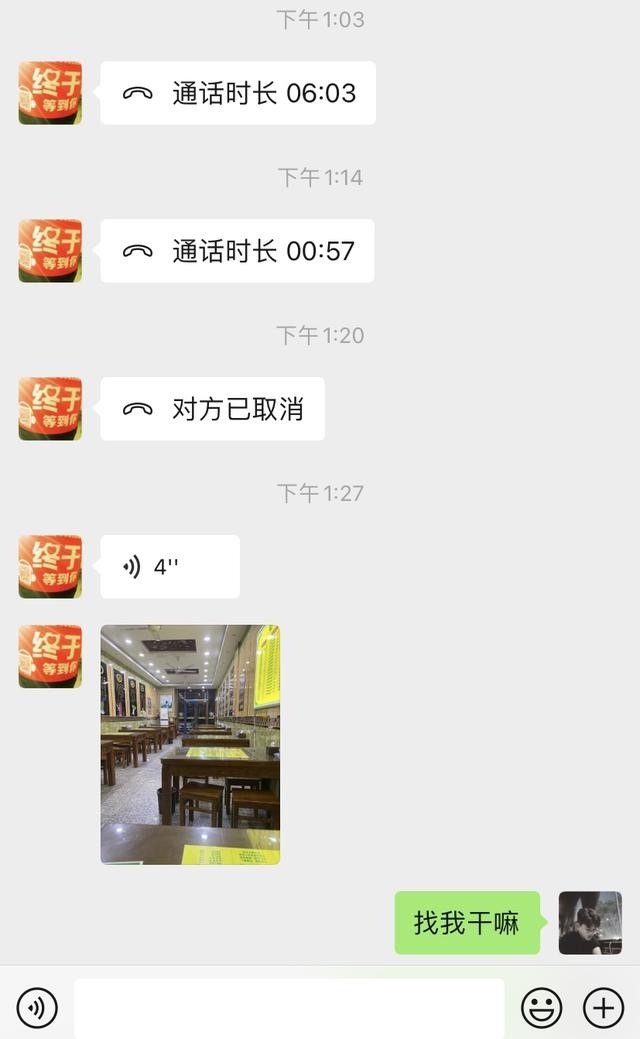 下午1:03
终于
等到你
通话时长 06:03
下午1:14
终于
等到你
通话时长 00:57
下午1:20
终于
等到你
对方已取消
下午1:27
终于
等到你
4''
终于
等到你
找我干嘛